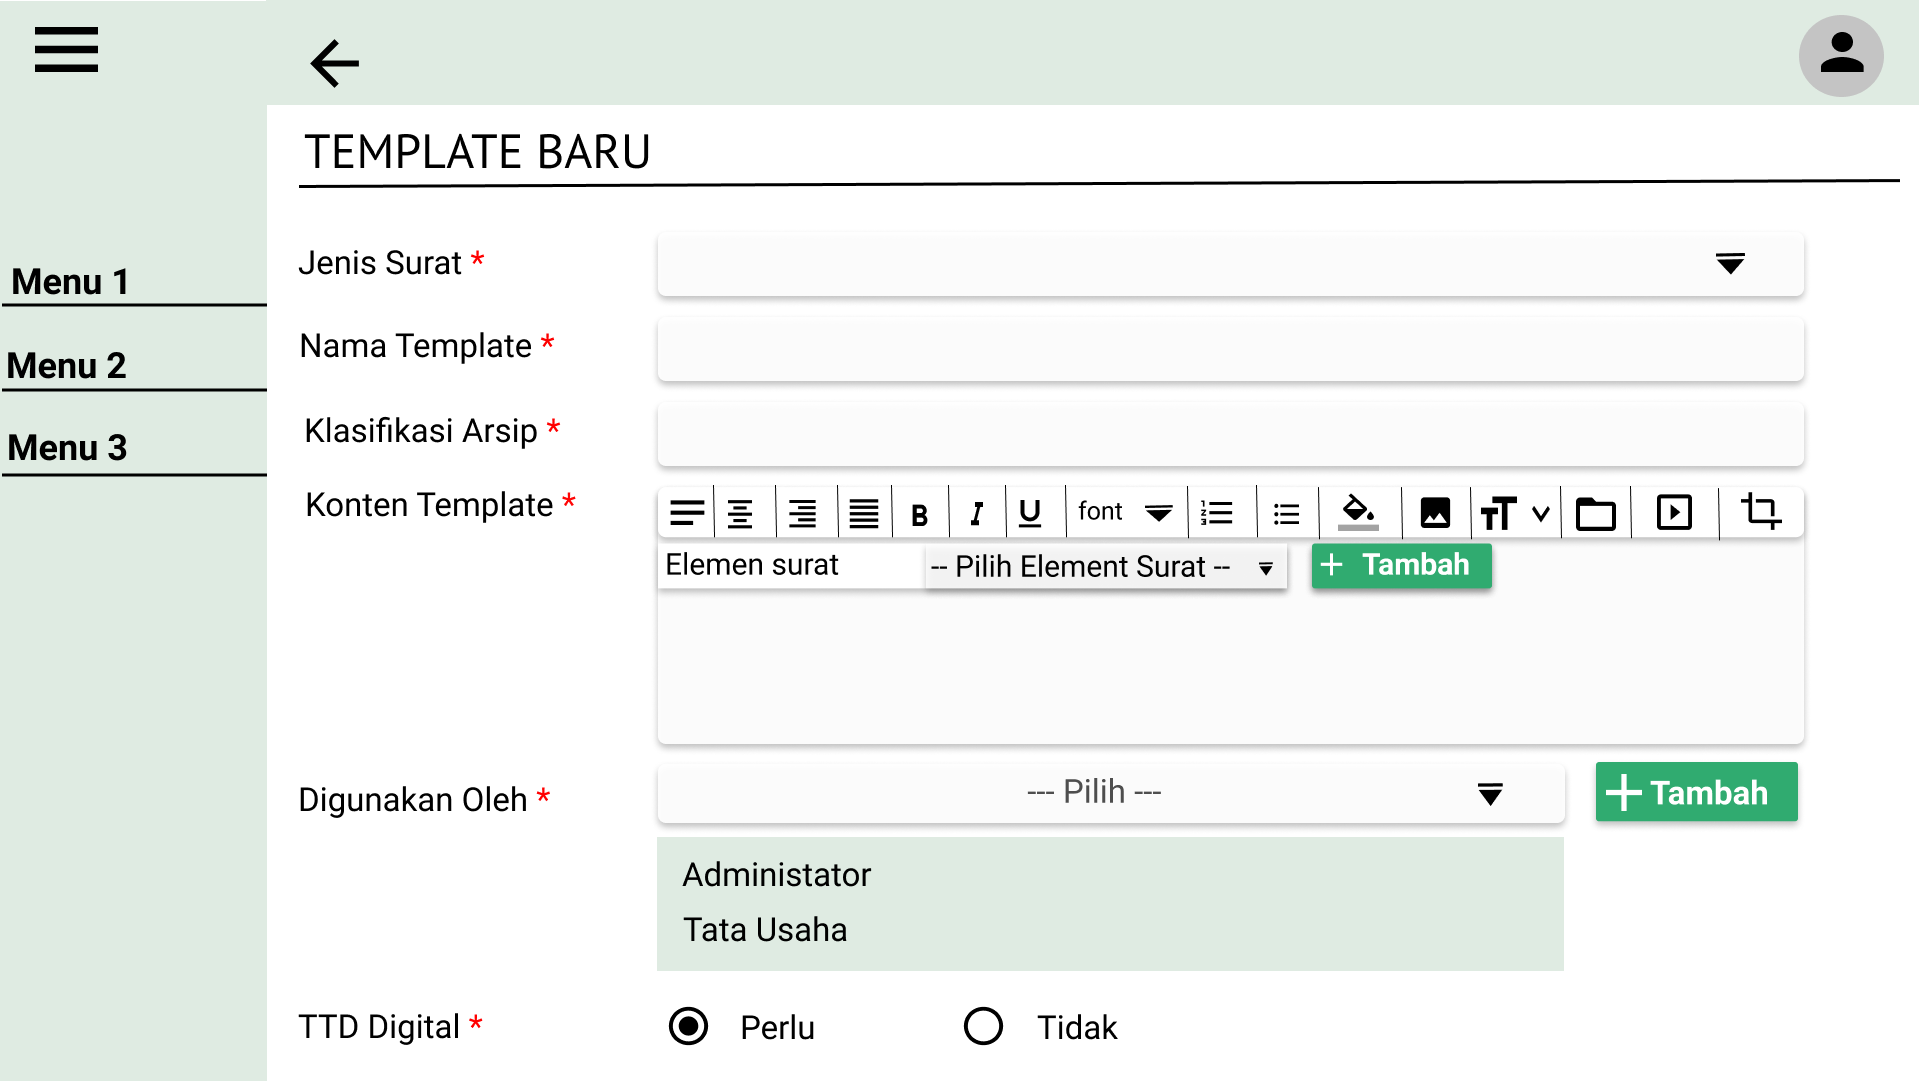 TEMPLATE BARU
Menu 1
Menu 2
Menu 3
Jenis Surat *
Nama Template *
Klasifikasi Arsip *
Konten Template *
B I U font TT
Elemen surat -- Pilih Element Surat -- + Tambah
Digunakan Oleh * --- Pilih --- + Tambah
Administator
Tata Usaha
TTD Digital * Perlu Tidak